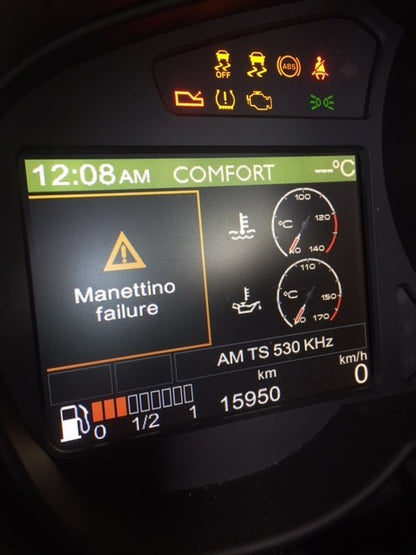 OFF
ABS
12:08 AM COMFORT ---°C
100
°C 120
140
Manettino
failure
110
°C 150
170
AM TS 530 KHz
km km/h
0 1/2 1 15950 0